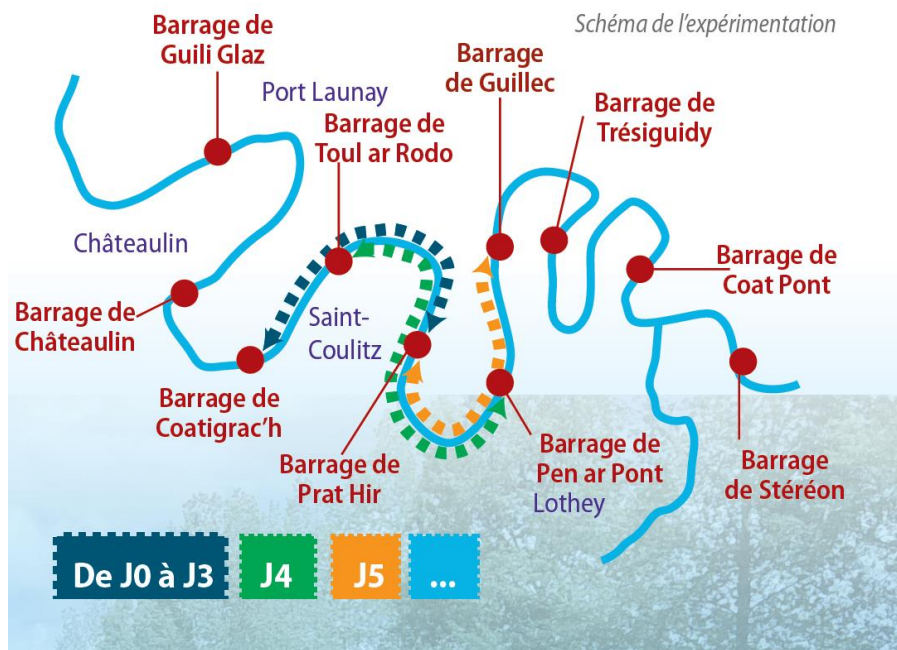 Schéma de l'expérimentation
Barrage de
Guili Glaz
Port Launay
Barrage de
Toul ar Rodo
Barrage
de Guillec
Barrage de
Trésiguidy
Châteaulin
Barrage de
Coat Pont
Barrage de
Châteaulin
Saint-
Coulitz
Barrage de
Coatigrac'h
Barrage de
Prat Hir
Barrage de
Pen ar Pont
Lothey
Barrage
de Stéréon
De J0 à J3
J4
J5
...